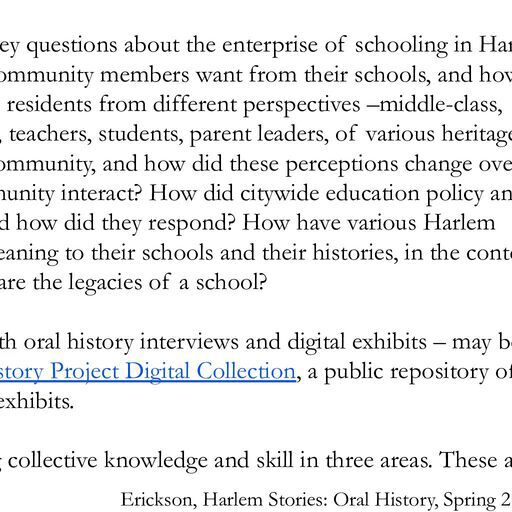 ey questions about the enterprise of schooling in Har
ommunity members want from their schools, and how
residents from different perspectives –middle-class,
, teachers, students, parent leaders, of various heritage
ommunity, and how did these perceptions change ove
unity interact? How did citywide education policy an
d how did they respond? How have various Harlem
eaning to their schools and their histories, in the conte
are the legacies of a school?
th oral history interviews and digital exhibits – may b
story Project Digital Collection, a public repository of
exhibits.
g collective knowledge and skill in three areas. These a
Erickson, Harlem Stories: Oral History, Spring 2